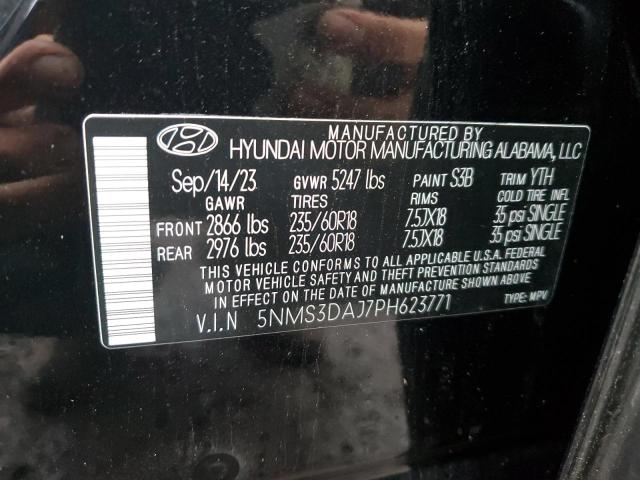 MANUFACTURED BY
HYUNDAI MOTOR MANUFACTURING ALABAMA, LLC
Sep/14/23 GVWR 5247 lbs PAINT S3B TRIM YTH
GAWR TIRES RIMS COLD TIRE INFL
FRONT 2866 lbs 235/60R18 7.5JX18 35 psi SINGLE
REAR 2976 lbs 235/60R18 7.5JX18 35 psi SINGLE
THIS VEHICLE CONFORMS TO ALL APPLICABLE U.S.A. FEDERAL
MOTOR VEHICLE SAFETY AND THEFT PREVENTION STANDARDS
IN EFFECT ON THE DATE OF MANUFACTURE SHOWN ABOVE
V.I.N 5NMS3DAJ7PH623771 TYPE: MPV